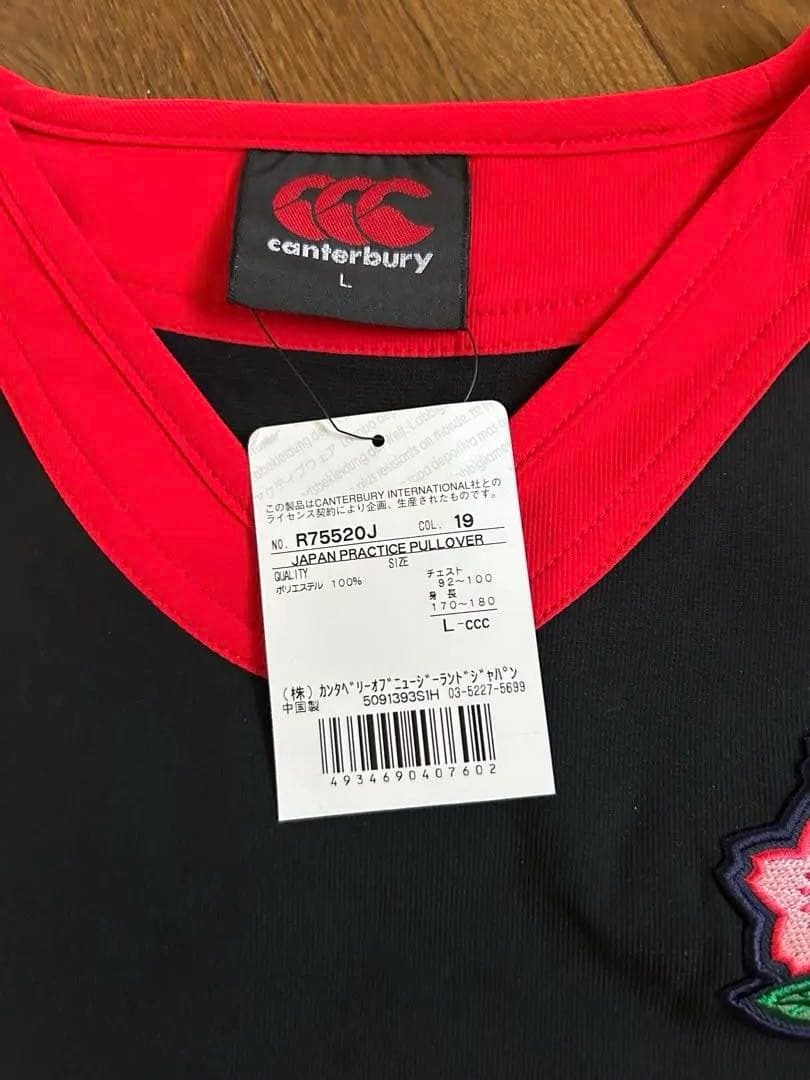 canterbury
L
この製品はCANTERBURY INTERNATIONAL社との
ライセンス契約により企画、生産されたものです。
NO. R75520J COL. 19
JAPAN PRACTICE PULLOVER
QUALITY SIZE
ポリエステル 100%
チェスト
92~100
身 長
170~180
L-CCC
(株)カンタベリーオブニュージーランドジャパン
中国製 5091393S1H 03-5227-5699
4934690407602